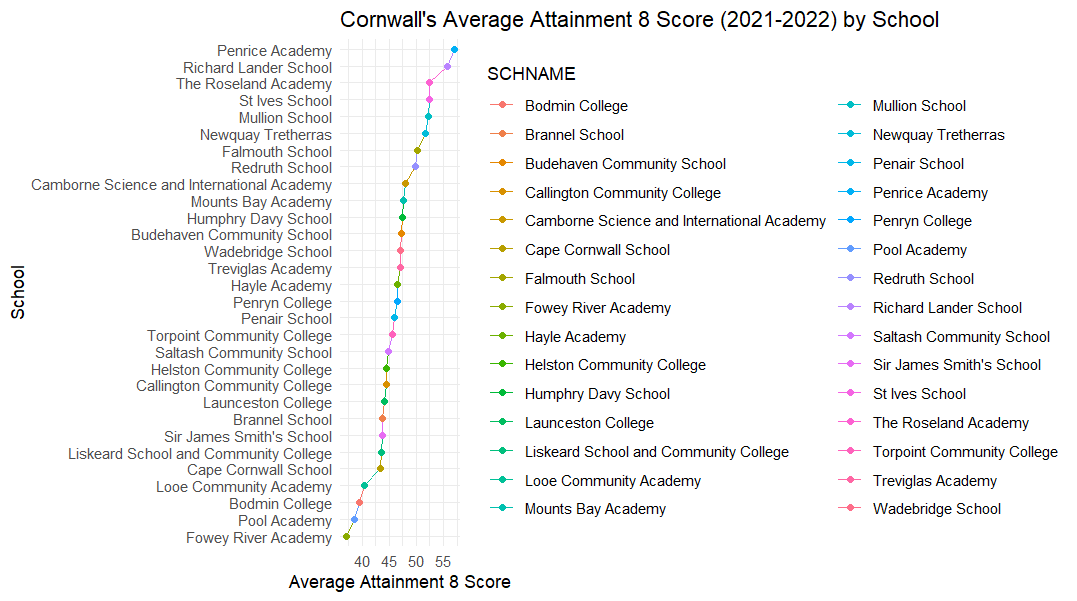 Cornwall's Average Attainment 8 Score (2021-2022) by School
School
Penrice Academy
Richard Lander School
The Roseland Academy
St Ives School
Mullion School
Newquay Tretherras
Falmouth School
Redruth School
Camborne Science and International Academy
Mounts Bay Academy
Humphry Davy School
Budehaven Community School
Wadebridge School
Treviglas Academy
Hayle Academy
Penryn College
Penair School
Torpoint Community College
Saltash Community School
Helston Community College
Callington Community College
Launceston College
Brannel School
Sir James Smith's School
Liskeard School and Community College
Cape Cornwall School
Looe Community Academy
Bodmin College
Pool Academy
Fowey River Academy
40 45 50 55
Average Attainment 8 Score
SCHNAME
Bodmin College
Brannel School
Budehaven Community School
Callington Community College
Camborne Science and International Academy
Cape Cornwall School
Falmouth School
Fowey River Academy
Hayle Academy
Helston Community College
Humphry Davy School
Launceston College
Liskeard School and Community College
Looe Community Academy
Mounts Bay Academy
Mullion School
Newquay Tretherras
Penair School
Penrice Academy
Penryn College
Pool Academy
Redruth School
Richard Lander School
Saltash Community School
Sir James Smith's School
St Ives School
The Roseland Academy
Torpoint Community College
Treviglas Academy
Wadebridge School